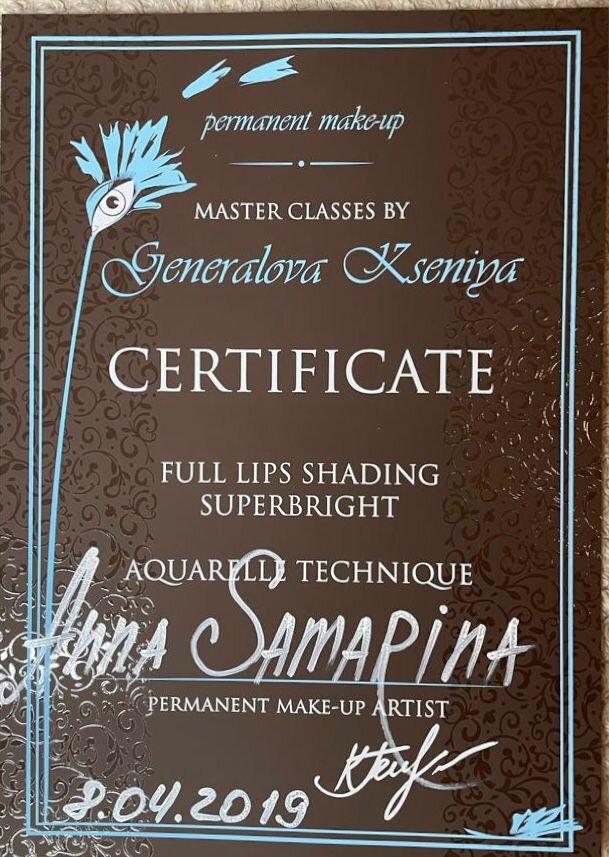 permanent make-up
MASTER CLASSES BY
Generalova Kseniya
CERTIFICATE
FULL LIPS SHADING
SUPERBRIGHT
AQUARELLE TECHNIQUE
Anna SAMARiNA
PERMANENT MAKE-UP ARTIST
8.04.2019